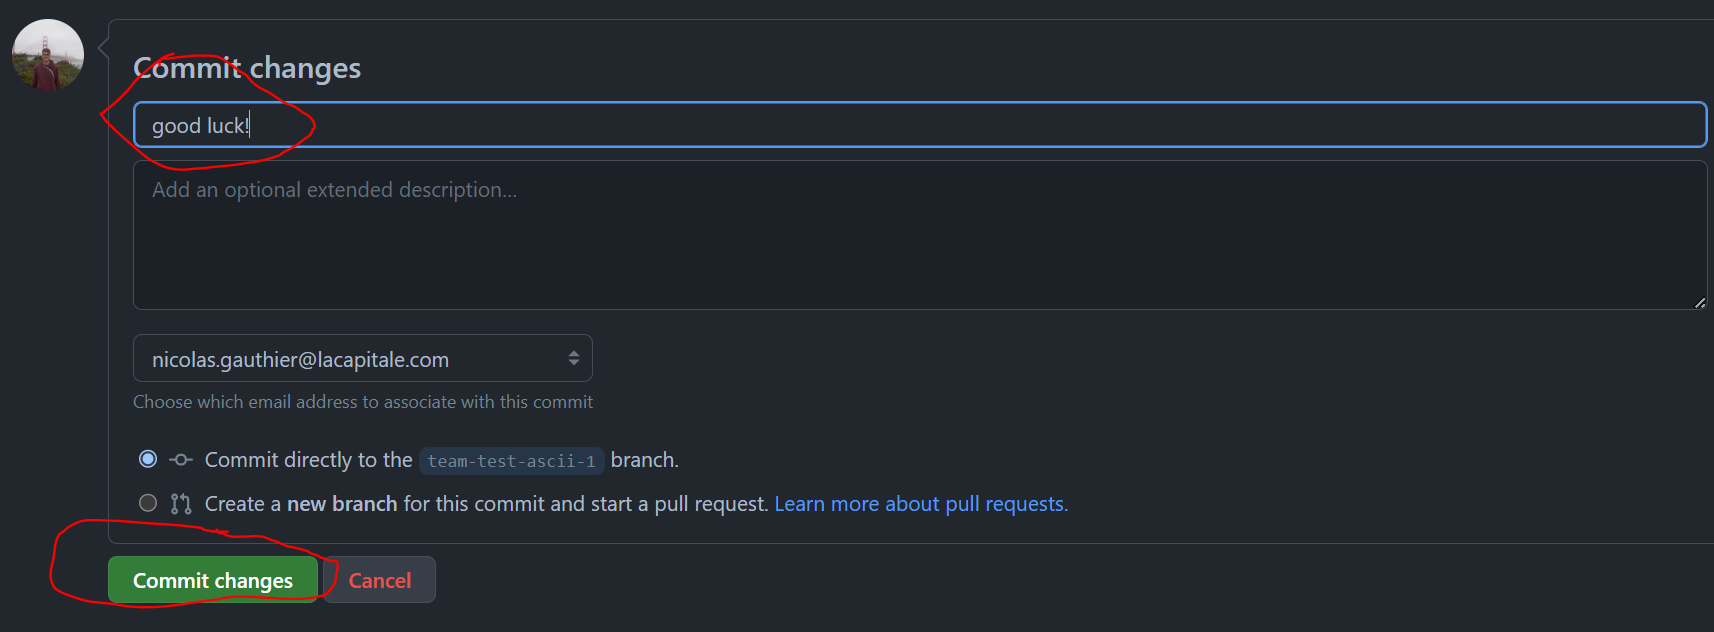 Commit changes
good luck!
Add an optional extended description...
nicolas.gauthier@lacapitale.com
Choose which email address to associate with this commit
Commit directly to the team-test-ascii-1 branch.
Create a new branch for this commit and start a pull request. Learn more about pull requests.
Commit changes Cancel